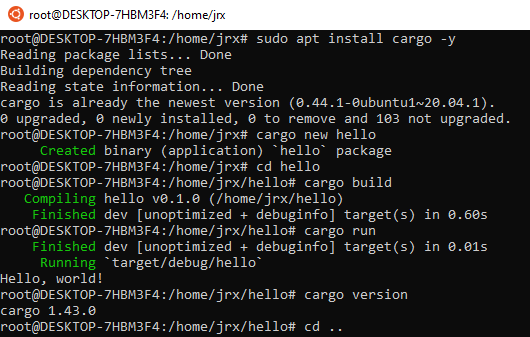 root@DESKTOP-7HBM3F4: /home/jrx
root@DESKTOP-7HBM3F4:/home/jrx# sudo apt install cargo -y
Reading package lists... Done
Building dependency tree
Reading state information... Done
cargo is already the newest version (0.44.1-0ubuntu1~20.04.1).
0 upgraded, 0 newly installed, 0 to remove and 103 not upgraded.
root@DESKTOP-7HBM3F4:/home/jrx# cargo new hello
     Created binary (application) `hello` package
root@DESKTOP-7HBM3F4:/home/jrx# cd hello
root@DESKTOP-7HBM3F4:/home/jrx/hello# cargo build
   Compiling hello v0.1.0 (/home/jrx/hello)
    Finished dev [unoptimized + debuginfo] target(s) in 0.60s
root@DESKTOP-7HBM3F4:/home/jrx/hello# cargo run
    Finished dev [unoptimized + debuginfo] target(s) in 0.01s
     Running `target/debug/hello`
Hello, world!
root@DESKTOP-7HBM3F4:/home/jrx/hello# cargo version
cargo 1.43.0
root@DESKTOP-7HBM3F4:/home/jrx/hello# cd ..